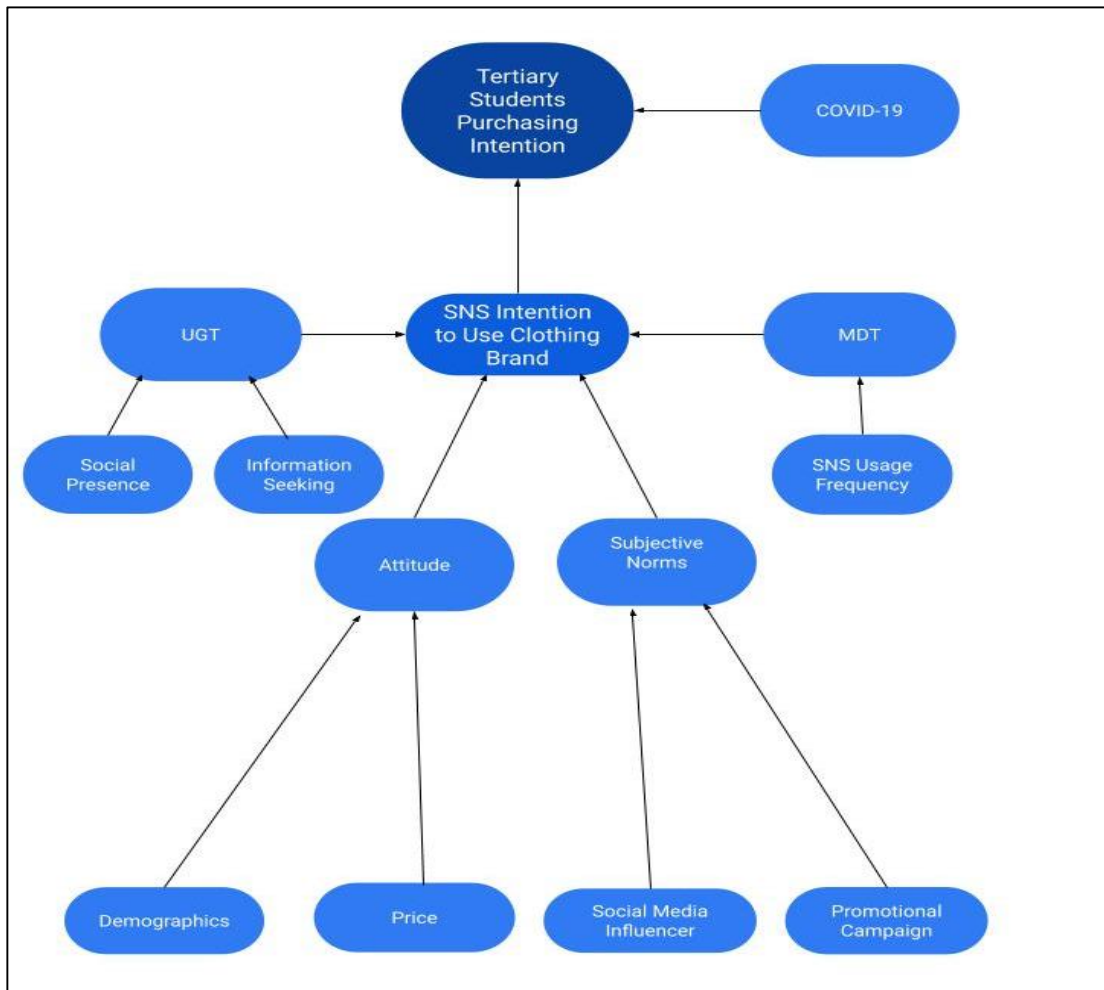 Tertiary
Students
Purchasing
Intention
COVID-19
UGT
SNS Intention
to Use Clothing
Brand
MDT
Social
Presence
Information
Seeking
SNS Usage
Frequency
Attitude
Subjective
Norms
Demographics
Price
Social Media
Influencer
Promotional
Campaign